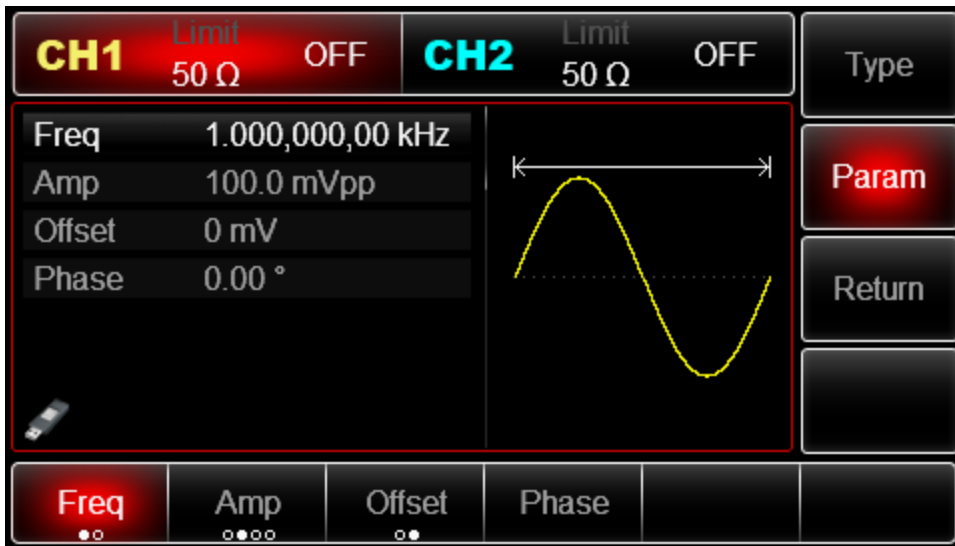 CH1 Limit 50 Ω OFF CH2 Limit 50 Ω OFF
Type
Freq 1.000,000,00 kHz
Amp 100.0 mVpp
Offset 0 mV
Phase 0.00 °
Param
Return
Freq Amp Offset Phase